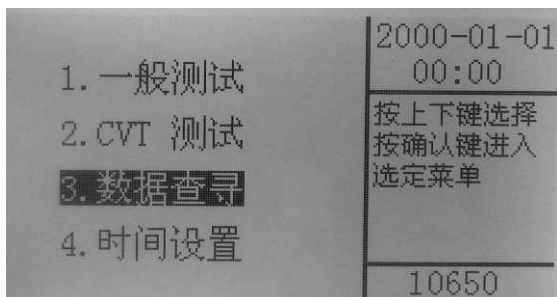 1.一般测试
2.CVT 测试
3.数据查寻
4.时间设置
2000-01-01
00:00
按上下键选择
按确认键进入
选定菜单
10650